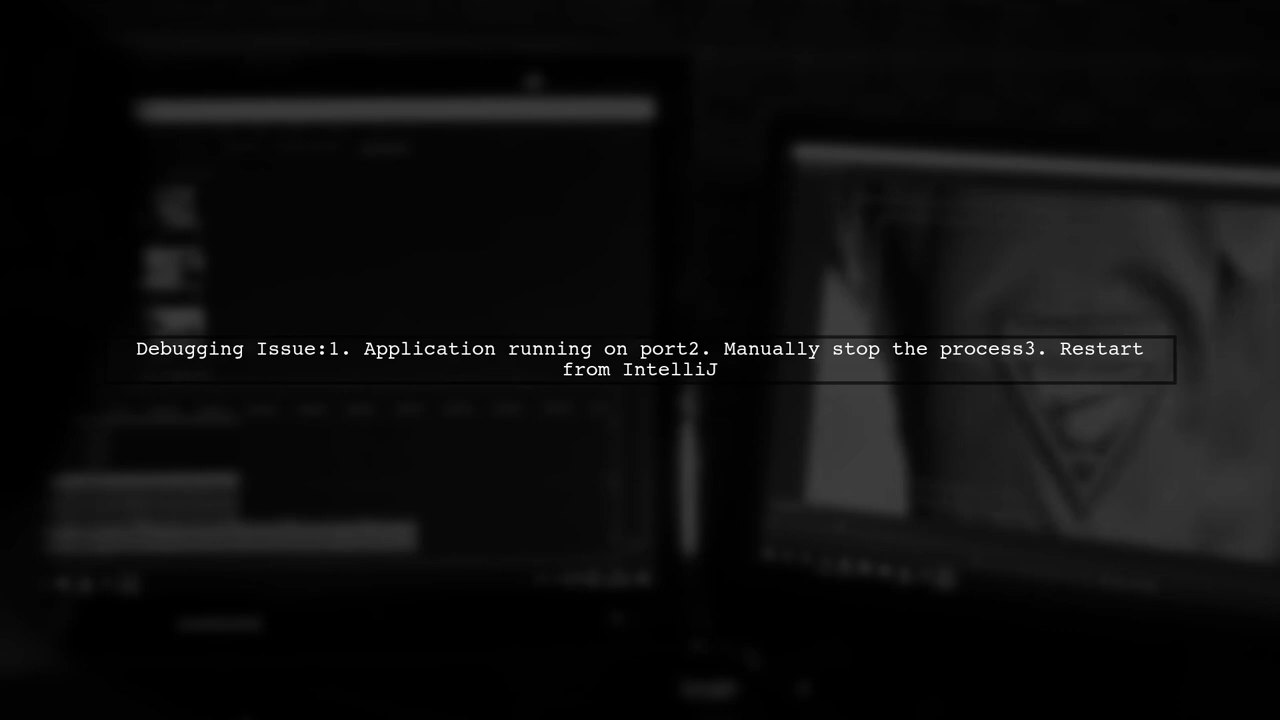 Debugging Issue:1. Application running on port2. Manually stop the process3. Restart
from IntelliJ